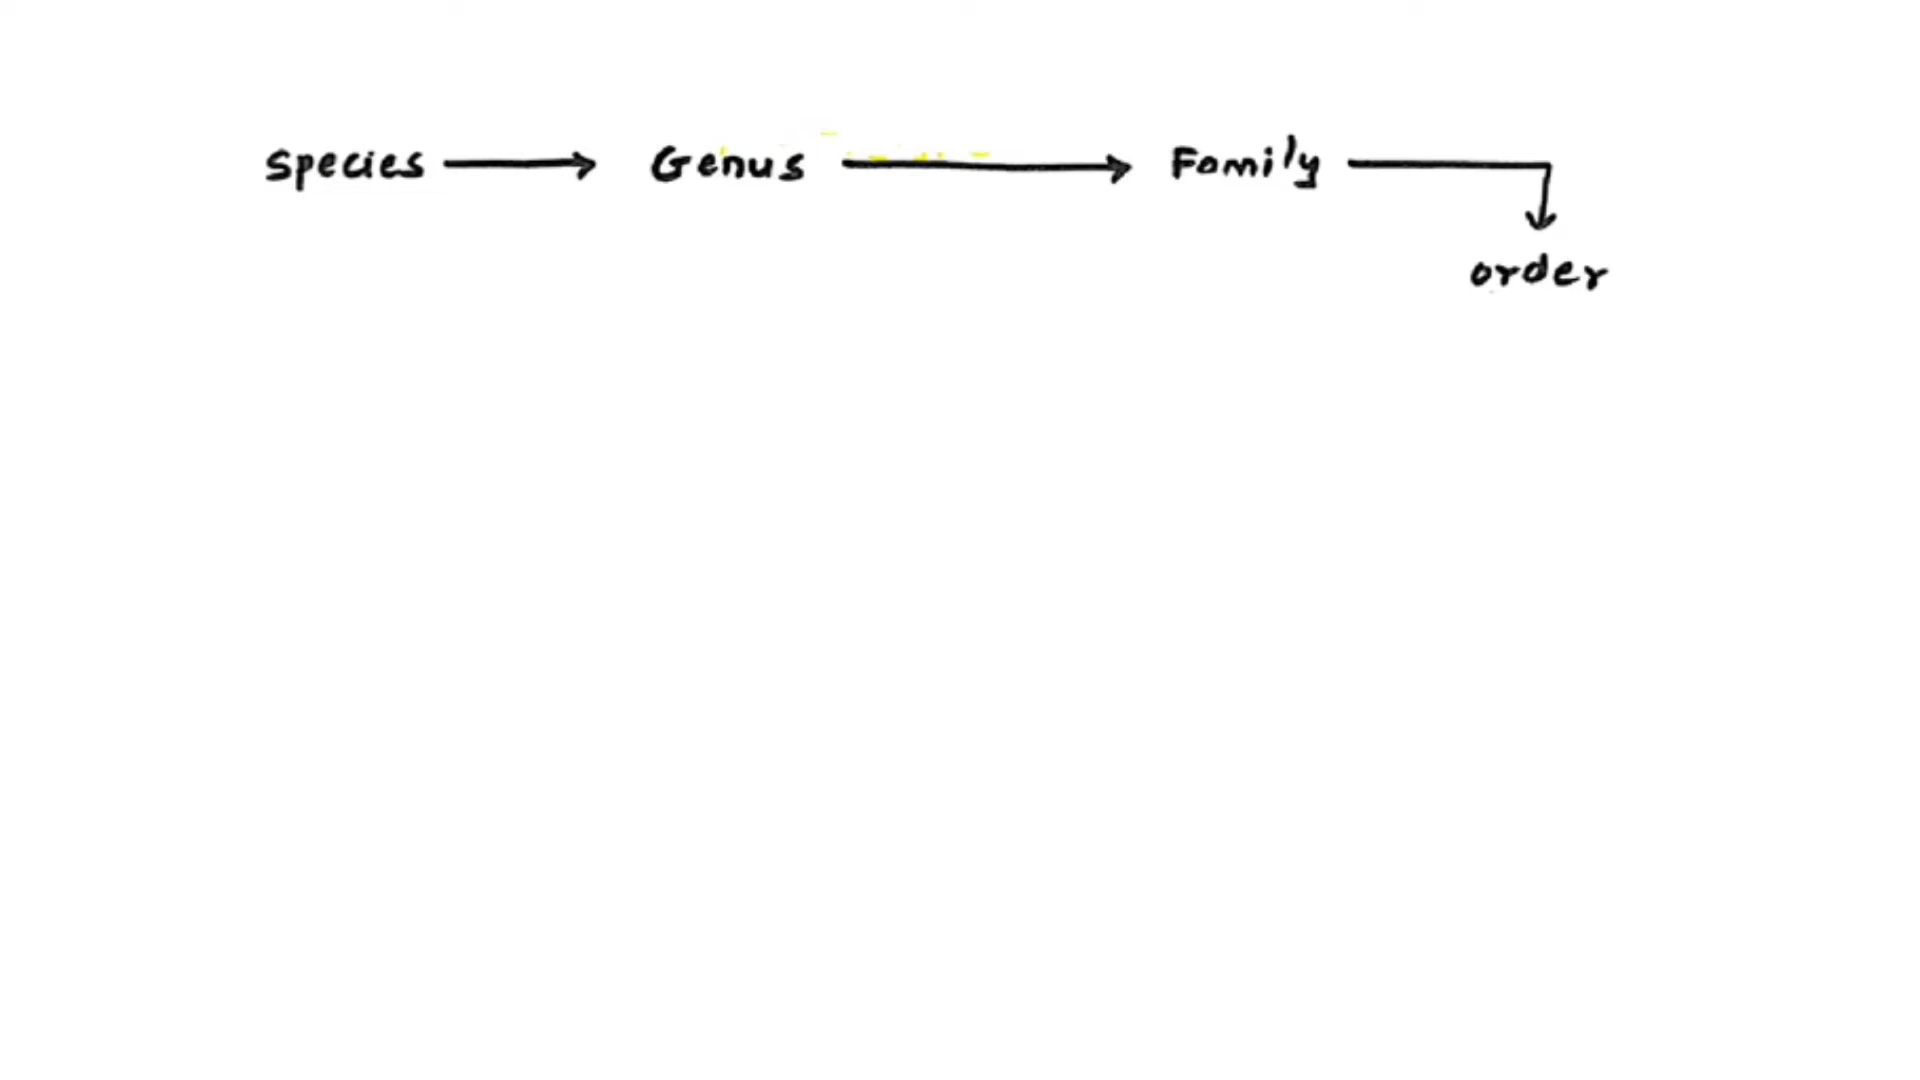 Species → Genus → Family
order